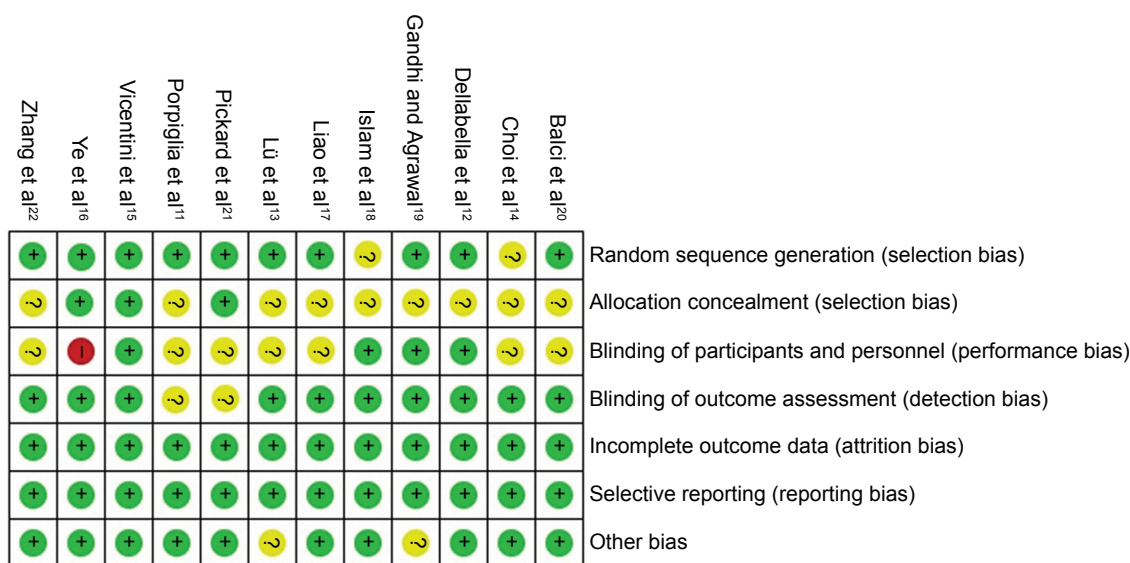 Zhang et al22
Ye et al16
Vicentini et al15
Porpiglia et al11
Pickard et al21
Lü et al13
Liao et al17
Islam et al18
Gandhi and Agrawal19
Dellabella et al12
Choi et al14
Balci et al20
+ + + + + + + ? + + ? + Random sequence generation (selection bias)
? + + ? + ? ? ? ? ? ? ? Allocation concealment (selection bias)
? – + ? ? ? ? + + + ? ? Blinding of participants and personnel (performance bias)
+ + + ? ? + + + + + + + Blinding of outcome assessment (detection bias)
+ + + + + + + + + + + + Incomplete outcome data (attrition bias)
+ + + + + + + + + + + + Selective reporting (reporting bias)
+ + + + + ? + + ? + + + Other bias